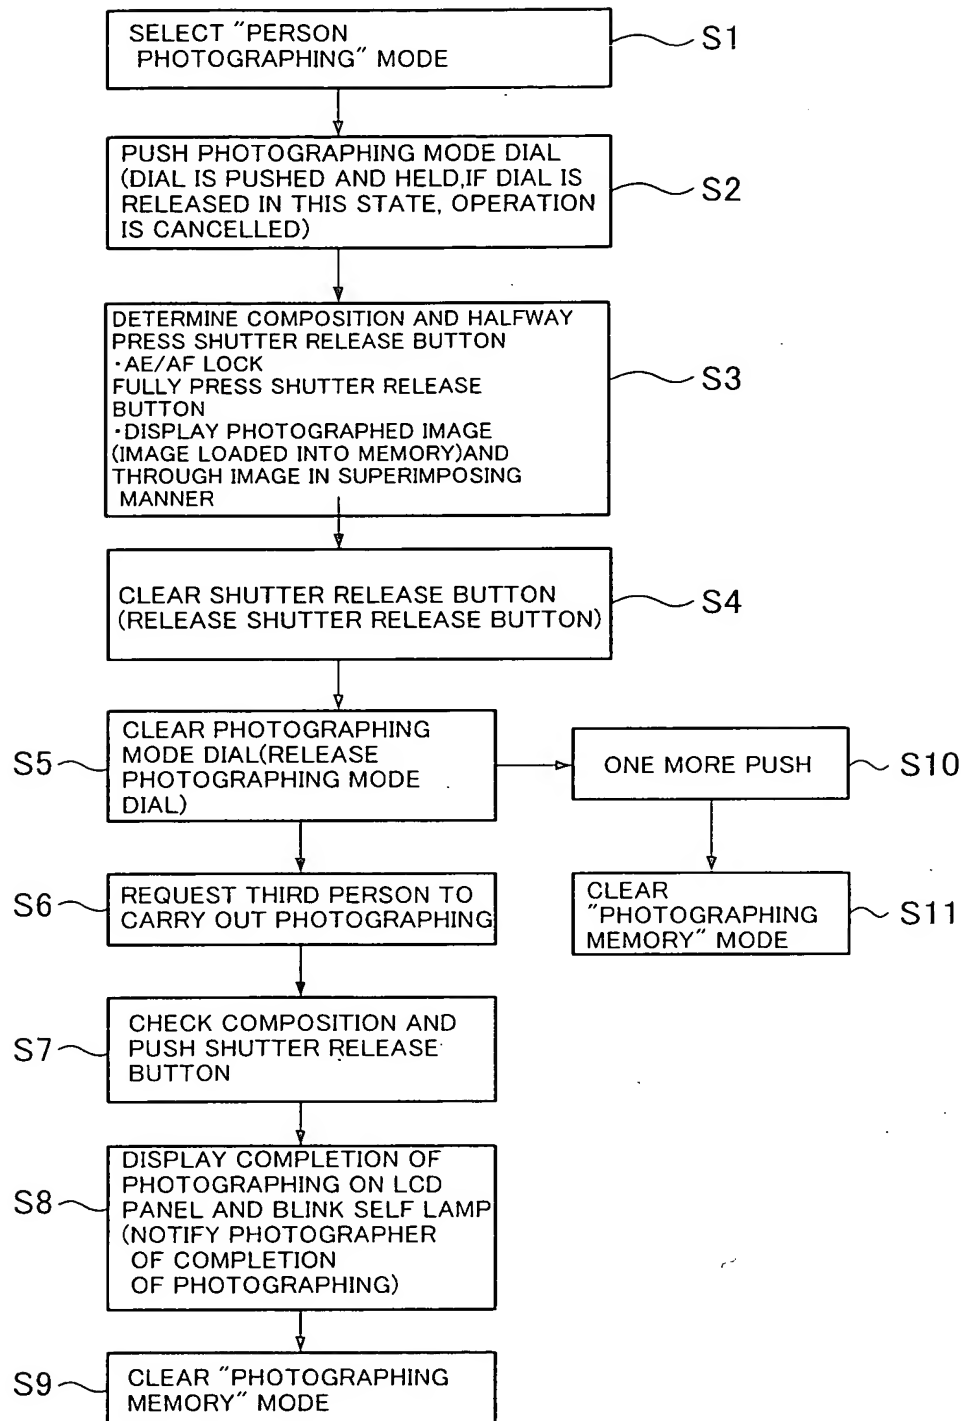 SELECT "PERSON
PHOTOGRAPHING" MODE
S1
PUSH PHOTOGRAPHING MODE DIAL
(DIAL IS PUSHED AND HELD,IF DIAL IS
RELEASED IN THIS STATE, OPERATION
IS CANCELLED)
S2
DETERMINE COMPOSITION AND HALFWAY
PRESS SHUTTER RELEASE BUTTON
・AE/AF LOCK
FULLY PRESS SHUTTER RELEASE
BUTTON
・DISPLAY PHOTOGRAPHED IMAGE
(IMAGE LOADED INTO MEMORY)AND
THROUGH IMAGE IN SUPERIMPOSING
MANNER
S3
CLEAR SHUTTER RELEASE BUTTON
(RELEASE SHUTTER RELEASE BUTTON)
S4
S5
CLEAR PHOTOGRAPHING
MODE DIAL(RELEASE
PHOTOGRAPHING MODE
DIAL)
ONE MORE PUSH
S10
S6
REQUEST THIRD PERSON TO
CARRY OUT PHOTOGRAPHING
CLEAR
"PHOTOGRAPHING
MEMORY" MODE
S11
S7
CHECK COMPOSITION AND
PUSH SHUTTER RELEASE
BUTTON
S8
DISPLAY COMPLETION OF
PHOTOGRAPHING ON LCD
PANEL AND BLINK SELF LAMP
(NOTIFY PHOTOGRAPHER
OF COMPLETION
OF PHOTOGRAPHING)
S9
CLEAR "PHOTOGRAPHING
MEMORY" MODE